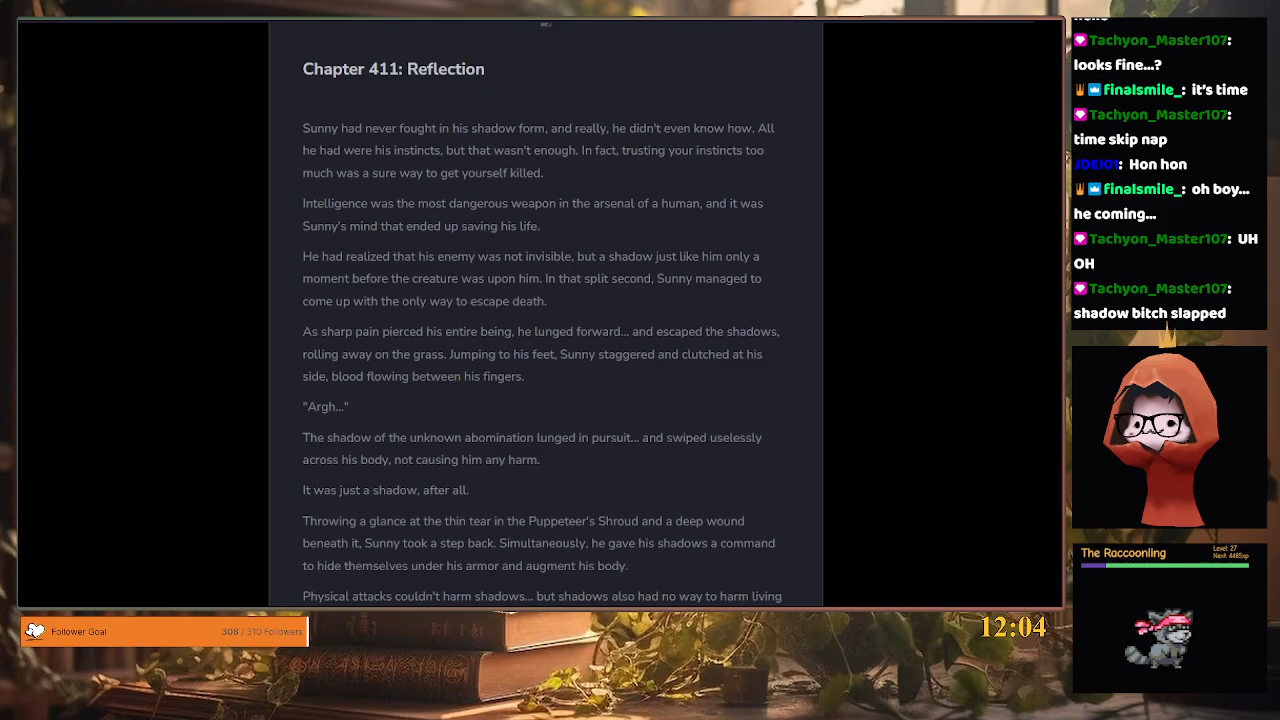 Chapter 411: Reflection
Sunny had never fought in his shadow form, and really, he didn't even know how. All
he had were his instincts, but that wasn't enough. In fact, trusting your instincts too
much was a sure way to get yourself killed.
Intelligence was the most dangerous weapon in the arsenal of a human, and it was
Sunny's mind that ended up saving his life.
He had realized that his enemy was not invisible, but a shadow just like him only a
moment before the creature was upon him. In that split second, Sunny managed to
come up with the only way to escape death.
As sharp pain pierced his entire being, he lunged forward... and escaped the shadows,
rolling away on the grass. Jumping to his feet, Sunny staggered and clutched at his
side, blood flowing between his fingers.
"Argh..."
The shadow of the unknown abomination lunged in pursuit... and swiped uselessly
across his body, not causing him any harm.
It was just a shadow, after all.
Throwing a glance at the thin tear in the Puppeteer's Shroud and a deep wound
beneath it, Sunny took a step back. Simultaneously, he gave his shadows a command
to hide themselves under his armor and augment his body.
Physical attacks couldn't harm shadows... but shadows also had no way to harm living
Tachyon_Master107:
looks fine...?
finalsmile_: it's time
Tachyon_Master107:
time skip nap
JDEI01: Hon hon
finalsmile_: oh boy...
he coming...
Tachyon_Master107: UH
OH
Tachyon_Master107:
shadow bitch slapped
The Raccoonling
Level: 27
Next: 4485xp
Follower Goal
308 / 310 Followers
12:04